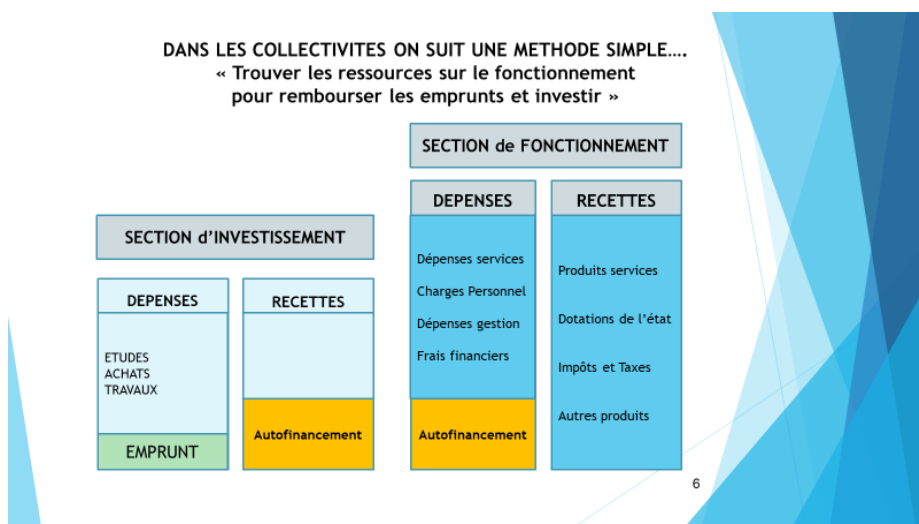 DANS LES COLLECTIVITES ON SUIT UNE METHODE SIMPLE....
« Trouver les ressources sur le fonctionnement
pour rembourser les emprunts et investir »
SECTION d'INVESTISSEMENT
DEPENSES
ETUDES
ACHATS
TRAVAUX
EMPRUNT
RECETTES
Autofinancement
SECTION de FONCTIONNEMENT
DEPENSES
Dépenses services
Charges Personnel
Dépenses gestion
Frais financiers
Autofinancement
RECETTES
Produits services
Dotations de l'état
Impôts et Taxes
Autres produits
6